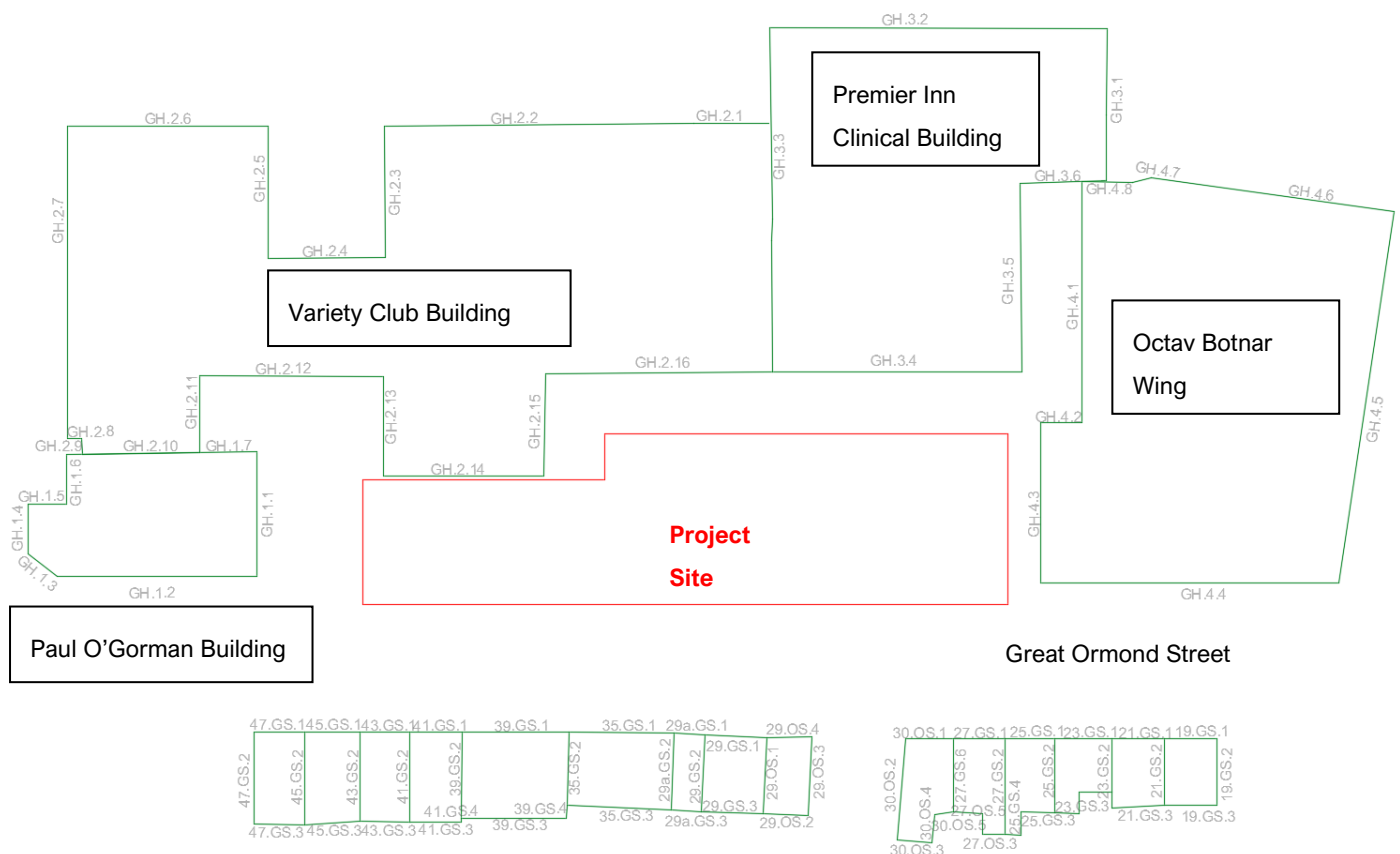 GH.3.2
Premier Inn
Clinical Building
GH.3.1
GH.2.6
GH.2.2
GH.2.1
GH.3.3
GH.2.5
GH.2.3
GH.3.6
GH.4.7
GH.4.8
GH.4.6
GH.2.7
GH.2.4
GH.3.5
GH.4.1
Variety Club Building
Octav Botnar
Wing
GH.2.12
GH.2.16
GH.3.4
GH.2.11
GH.2.13
GH.2.15
GH.4.2
GH.4.5
GH.2.8
GH.2.9
GH.2.10
GH.1.7
GH.1.6
GH.2.14
GH.1.5
GH.1.4
GH.1.1
GH.4.3
Project
Site
GH.1.3
GH.1.2
GH.4.4
Paul O'Gorman Building
Great Ormond Street
47.GS.1
45.GS.1
43.GS.1
41.GS.1
39.GS.1
35.GS.1
29a.GS.1
29.GS.1
29.OS.4
47.GS.2
45.GS.2
43.GS.2
41.GS.2
39.GS.2
35.GS.2
29a.GS.2
29.GS.2
29.OS.1
29.OS.3
47.GS.3
45.GS.3
43.GS.3
41.GS.4
41.GS.3
39.GS.4
39.GS.3
35.GS.3
29a.GS.3
29.GS.3
29.OS.2
30.OS.1
27.GS.1
25.GS.1
23.GS.1
21.GS.1
19.GS.1
30.OS.2
27.GS.6
27.GS.2
25.GS.2
23.GS.2
21.GS.2
19.GS.2
30.OS.4
27.OS.5
25.GS.4
23.GS.3
30.OS.5
25.GS.3
21.GS.3
19.GS.3
30.OS.3
27.GS.3